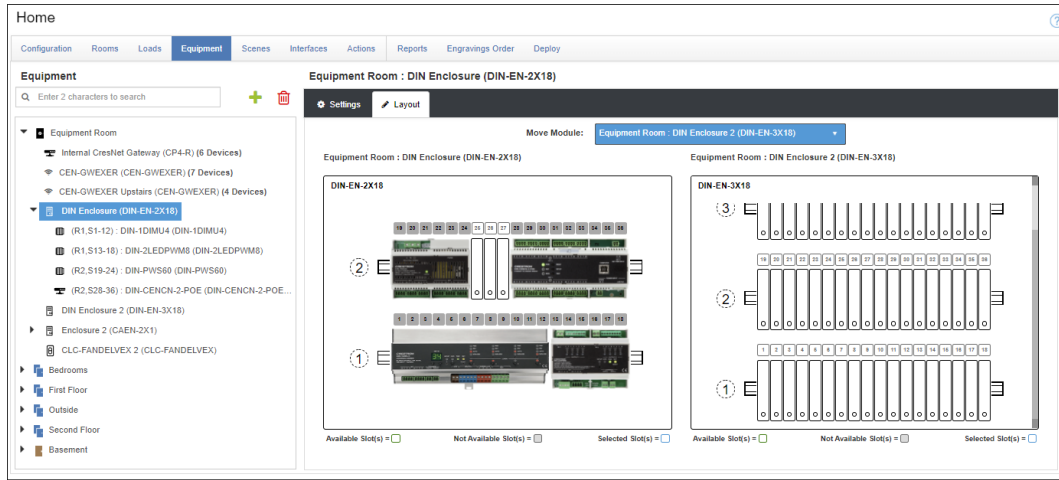 Home
Configuration Rooms Loads Equipment Scenes Interfaces Actions Reports Engravings Order Deploy
Equipment
Enter 2 characters to search
Equipment Room
Internal CresNet Gateway (CP4-R) (6 Devices)
CEN-GWEXER (CEN-GWEXER) (7 Devices)
CEN-GWEXER Upstairs (CEN-GWEXER) (4 Devices)
DIN Enclosure (DIN-EN-2X18)
(R1,S1-12) : DIN-1DIMU4 (DIN-1DIMU4)
(R1,S13-18) : DIN-2LEDPWM8 (DIN-2LEDPWM8)
(R2,S19-24) : DIN-PWS60 (DIN-PWS60)
(R2,S28-36) : DIN-CENCN-2-POE (DIN-CENCN-2-POE...
DIN Enclosure 2 (DIN-EN-3X18)
Enclosure 2 (CAEN-2X1)
CLC-FANDELVEX 2 (CLC-FANDELVEX)
Bedrooms
First Floor
Outside
Second Floor
Basement
Equipment Room : DIN Enclosure (DIN-EN-2X18)
Settings Layout
Move Module: Equipment Room : DIN Enclosure 2 (DIN-EN-3X18)
Equipment Room : DIN Enclosure (DIN-EN-2X18)
DIN-EN-2X18
19 20 21 22 23 24 25 26 27 28 29 30 31 32 33 34 35 36
2
1 2 3 4 5 6 7 8 9 10 11 12 13 14 15 16 17 18
1
Available Slot(s) = Not Available Slot(s) = Selected Slot(s) =
Equipment Room : DIN Enclosure 2 (DIN-EN-3X18)
DIN-EN-3X18
3
19 20 21 22 23 24 25 26 27 28 29 30 31 32 33 34 35 36
2
1 2 3 4 5 6 7 8 9 10 11 12 13 14 15 16 17 18
1
Available Slot(s) = Not Available Slot(s) = Selected Slot(s) =